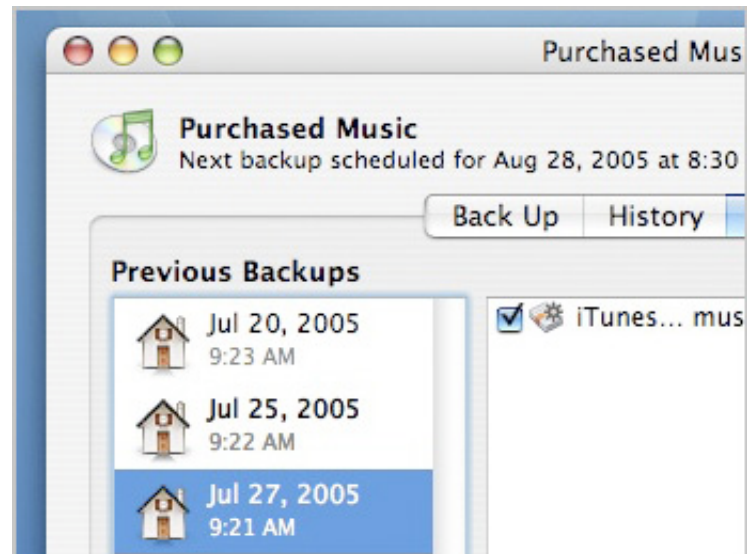 Purchased Mus
Purchased Music
Next backup scheduled for Aug 28, 2005 at 8:30
Back Up History
Previous Backups
Jul 20, 2005
9:23 AM
iTunes... mus
Jul 25, 2005
9:22 AM
Jul 27, 2005
9:21 AM